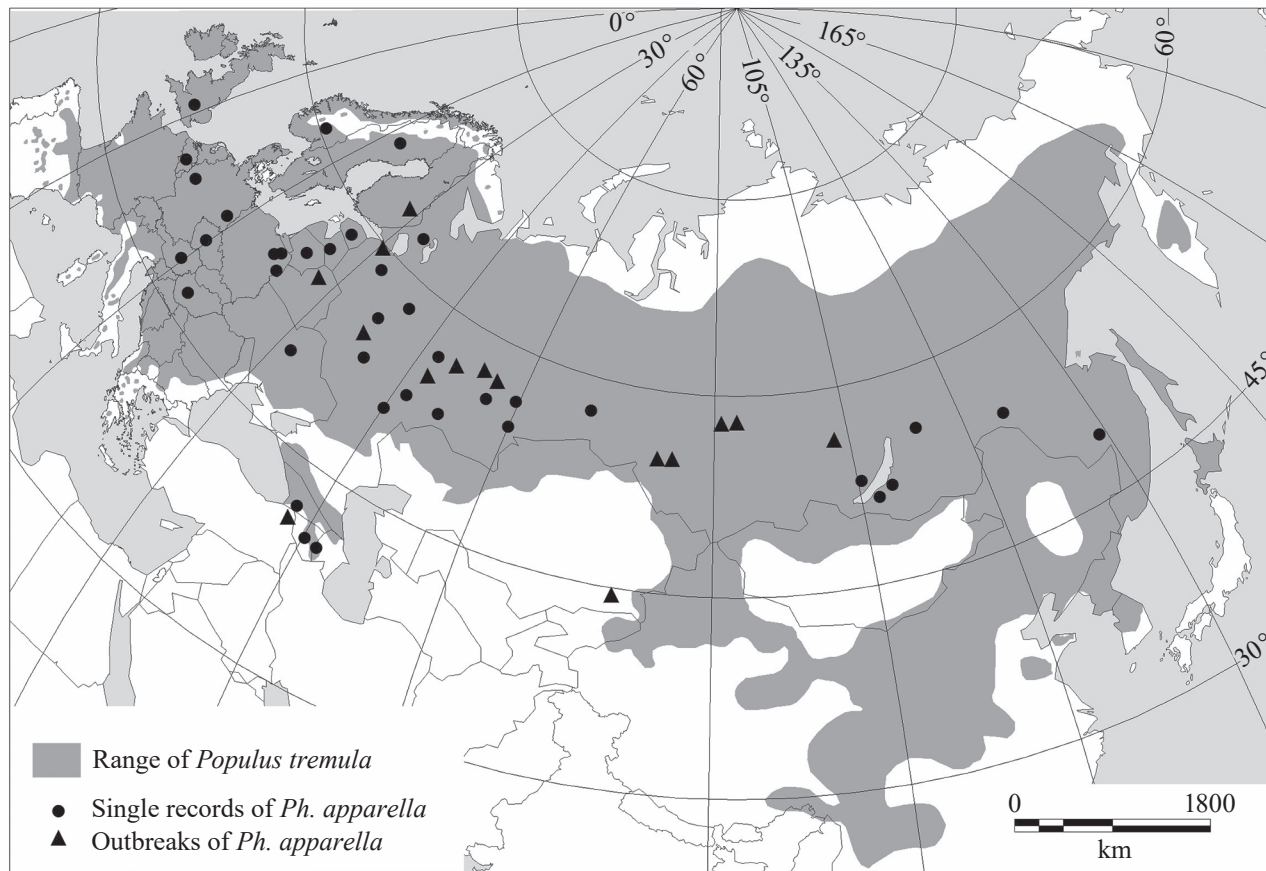 0°
30°
60°
105°
135°
165°
60°
45°
30°
Range of Populus tremula
Single records of Ph. apparella
Outbreaks of Ph. apparella
0 1800
km